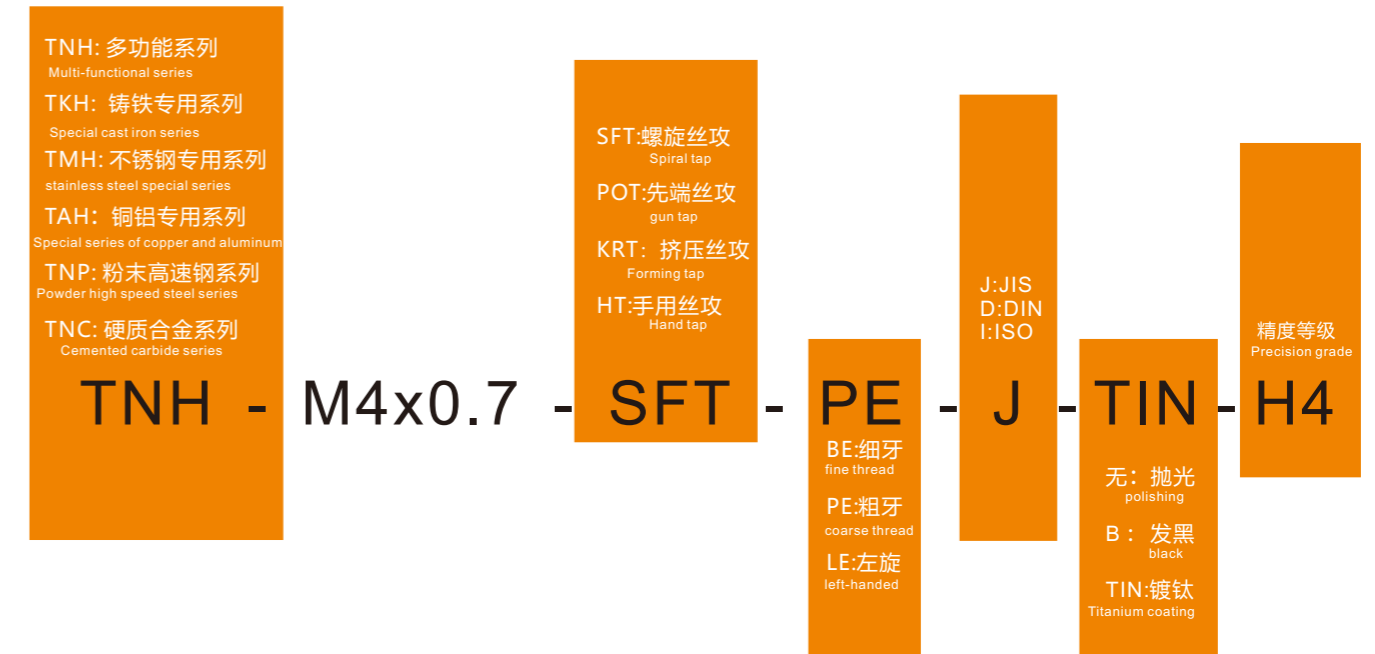 TNH: 多功能系列
Multi-functional series
TKH: 铸铁专用系列
Special cast iron series
TMH: 不锈钢专用系列
stainless steel special series
TAH: 铜铝专用系列
Special series of copper and aluminum
TNP: 粉末高速钢系列
Powder high speed steel series
TNC: 硬质合金系列
Cemented carbide series
SFT:螺旋丝攻
Spiral tap
POT:先端丝攻
gun tap
KRT: 挤压丝攻
Forming tap
HT:手用丝攻
Hand tap
J:JIS
D:DIN
I:ISO
精度等级
Precision grade
TNH - M4x0.7 - SFT - PE - J - TIN - H4
BE:细牙
fine thread
PE:粗牙
coarse thread
LE:左旋
left-handed
无: 抛光
polishing
B : 发黑
black
TIN:镀钛
Titanium coating